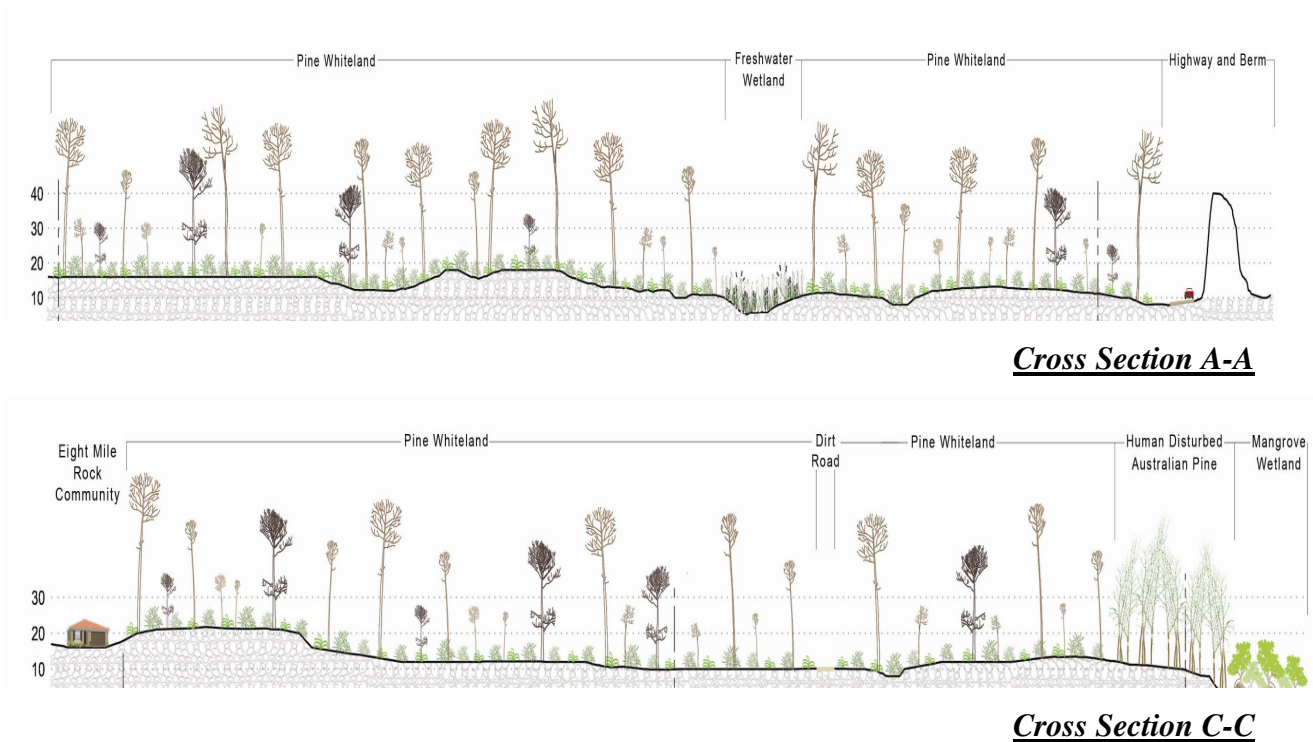 Pine Whiteland
Freshwater
Wetland
Pine Whiteland
Highway and Berm
40
30
20
10
Cross Section A-A
Eight Mile
Rock
Community
Pine Whiteland
Dirt
Road
Pine Whiteland
Human Disturbed
Australian Pine
Mangrove
Wetland
30
20
10
Cross Section C-C